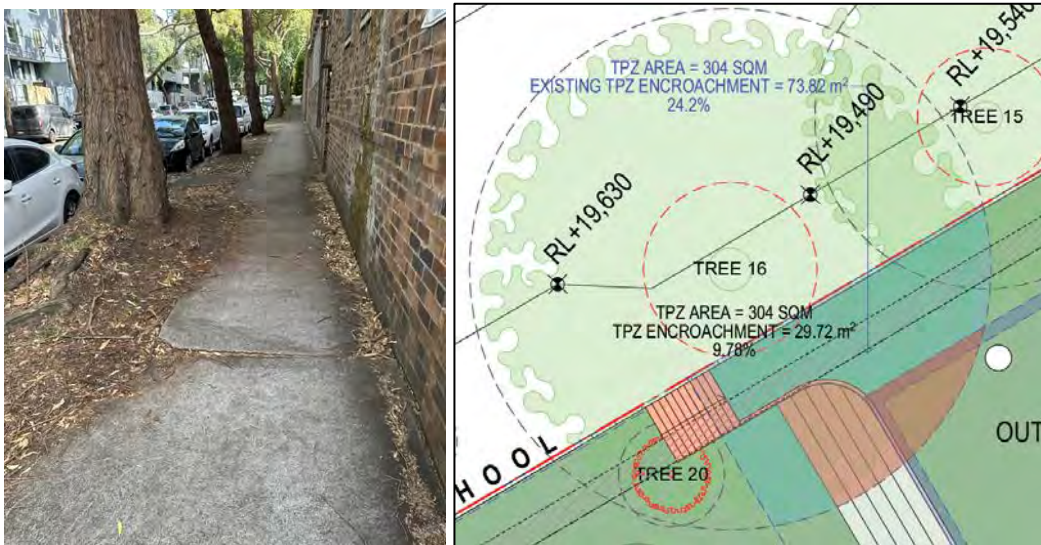 TPZ AREA = 304 SQM
EXISTING TPZ ENCROACHMENT = 73.82 m²
24.2%
RL+19,540
TREE 15
RL+19,490
RL+19,630
TREE 16
TPZ AREA = 304 SQM
TPZ ENCROACHMENT = 29.72 m²
9.78%
HOOL
TREE 20
OUT